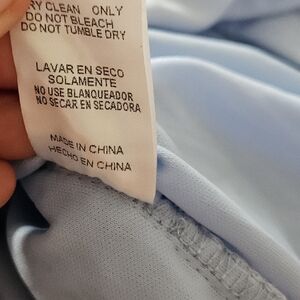 RY CLEAN ONLY
DO NOT BLEACH
DO NOT TUMBLE DRY
LAVAR EN SECO
SOLAMENTE
NO USE BLANQUEADOR
NO SECAR EN SECADORA
MADE IN CHINA
HECHO EN CHINA